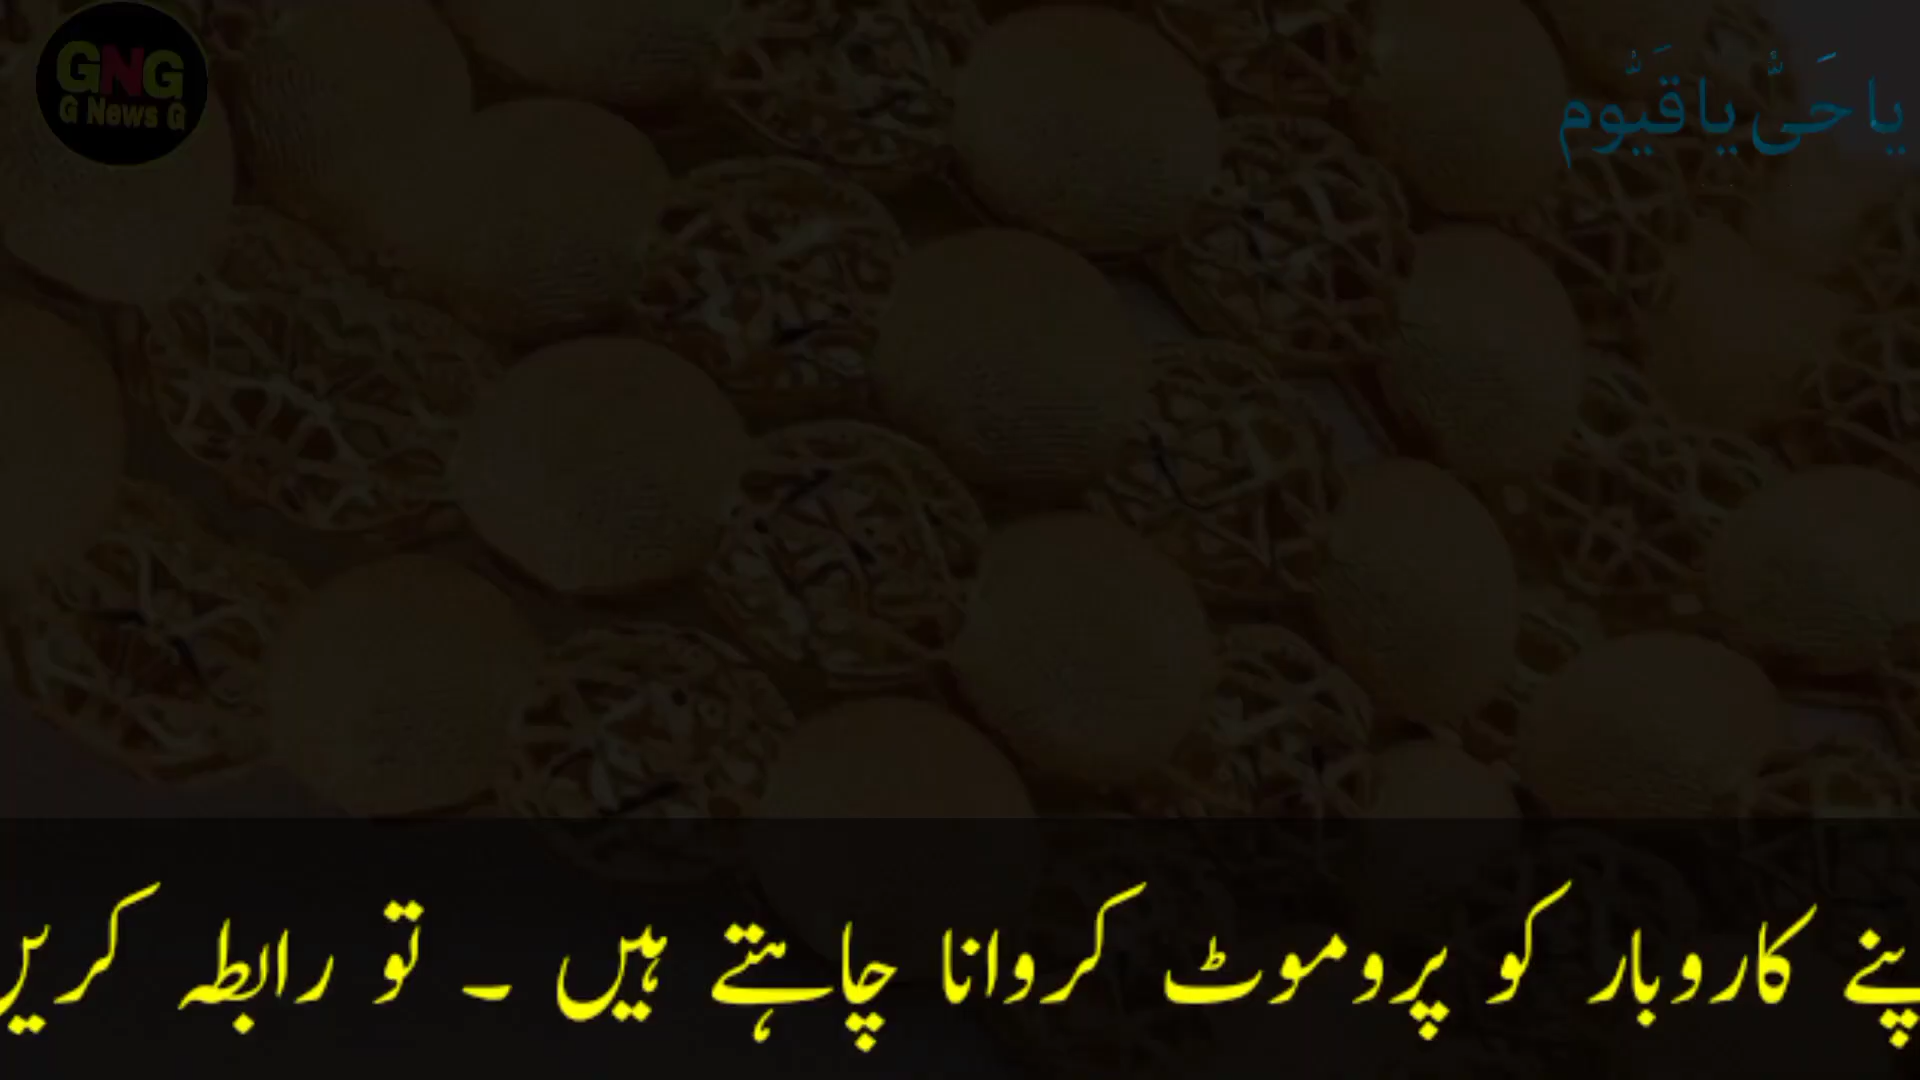 GNG
G News G
یا حَیُّ یا قَیُّوم
پنے کاروبار کو پروموٹ کروانا چاہتے ہیں ۔ تو رابطہ کریں